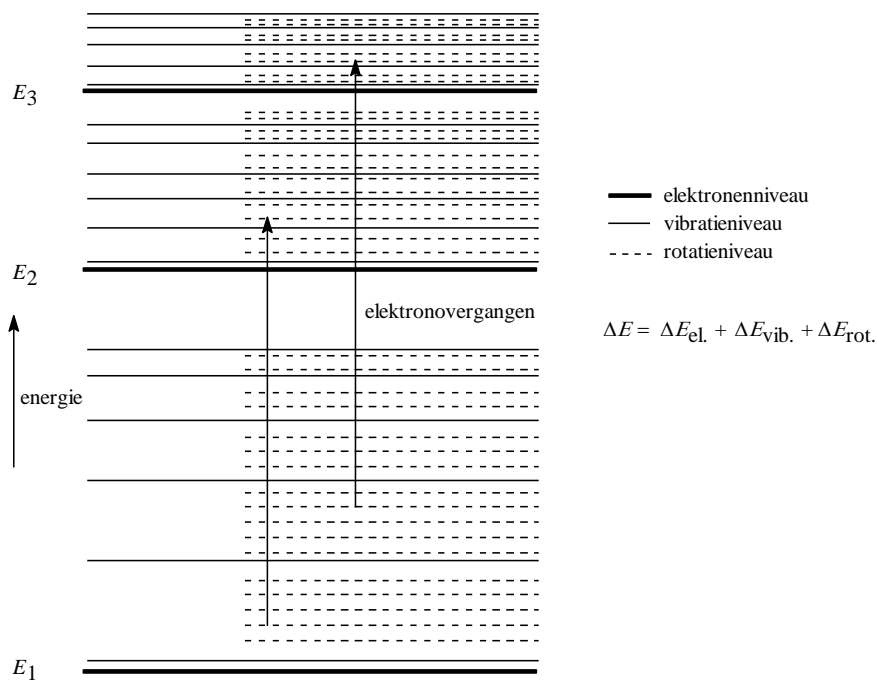 E3
elektronenniveau
vibratieniveau
rotatieniveau
E2
elektronovergangen
ΔE = ΔEel. + ΔEvib. + ΔErot.
energie
E1